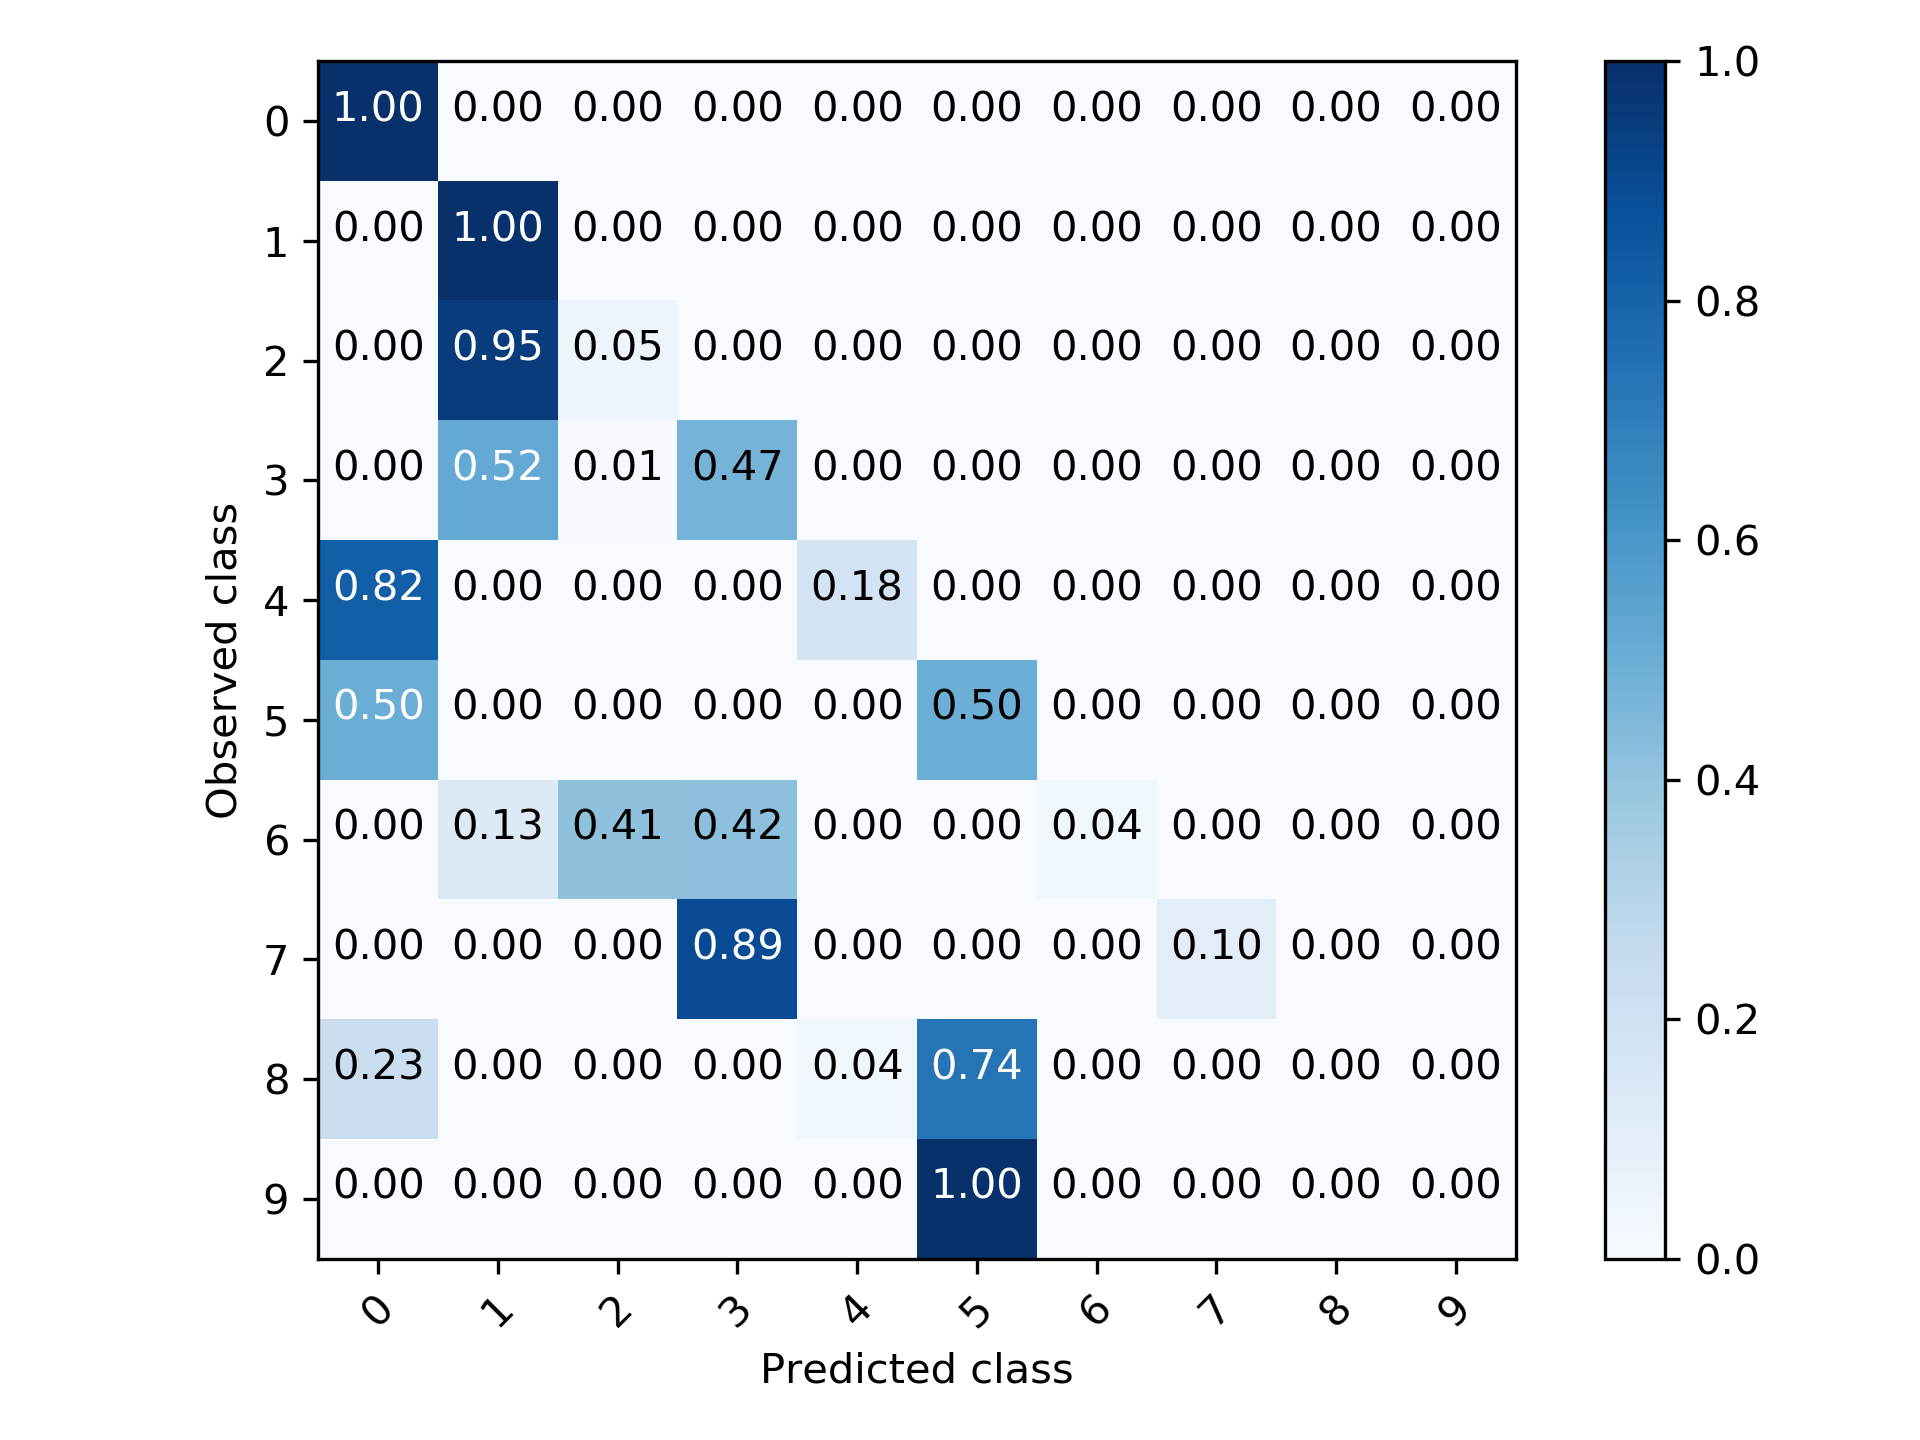 0 1.00 0.00 0.00 0.00 0.00 0.00 0.00 0.00 0.00 0.00
1 0.00 1.00 0.00 0.00 0.00 0.00 0.00 0.00 0.00 0.00
2 0.00 0.95 0.05 0.00 0.00 0.00 0.00 0.00 0.00 0.00
3 0.00 0.52 0.01 0.47 0.00 0.00 0.00 0.00 0.00 0.00
4 0.82 0.00 0.00 0.00 0.18 0.00 0.00 0.00 0.00 0.00
5 0.50 0.00 0.00 0.00 0.00 0.50 0.00 0.00 0.00 0.00
6 0.00 0.13 0.41 0.42 0.00 0.00 0.04 0.00 0.00 0.00
7 0.00 0.00 0.00 0.89 0.00 0.00 0.00 0.10 0.00 0.00
8 0.23 0.00 0.00 0.00 0.04 0.74 0.00 0.00 0.00 0.00
9 0.00 0.00 0.00 0.00 0.00 1.00 0.00 0.00 0.00 0.00
0 1 2 3 4 5 6 7 8 9
Predicted class
Observed class
1.0
0.8
0.6
0.4
0.2
0.0